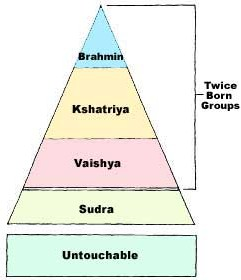 Brahmin
Twice
Born
Groups
Kshatriya
Vaishya
Sudra
Untouchable